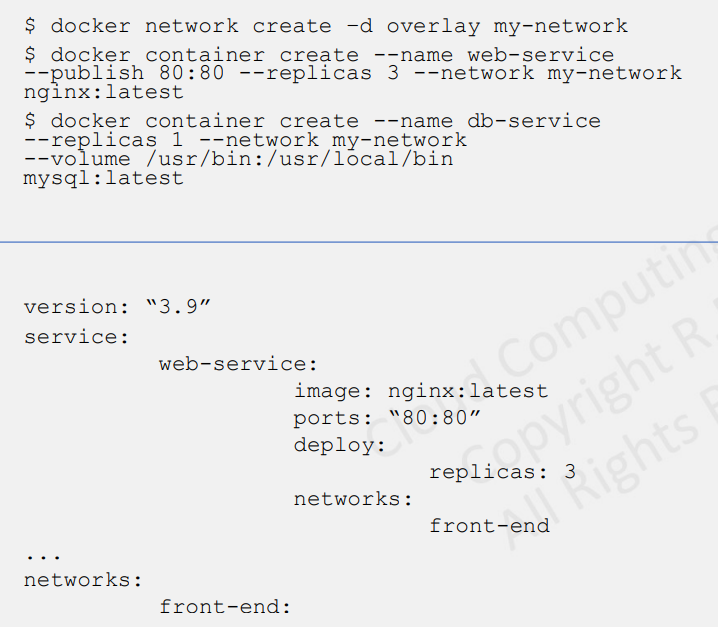 $ docker network create –d overlay my-network
$ docker container create --name web-service
--publish 80:80 --replicas 3 --network my-network
nginx:latest
$ docker container create --name db-service
--replicas 1 --network my-network
--volume /usr/bin:/usr/local/bin
mysql:latest
version: “3.9”
service:
web-service:
image: nginx:latest
ports: “80:80”
deploy:
replicas: 3
networks:
front-end
...
networks:
front-end:
Cloud Computing
Copyright R.
All Rights R